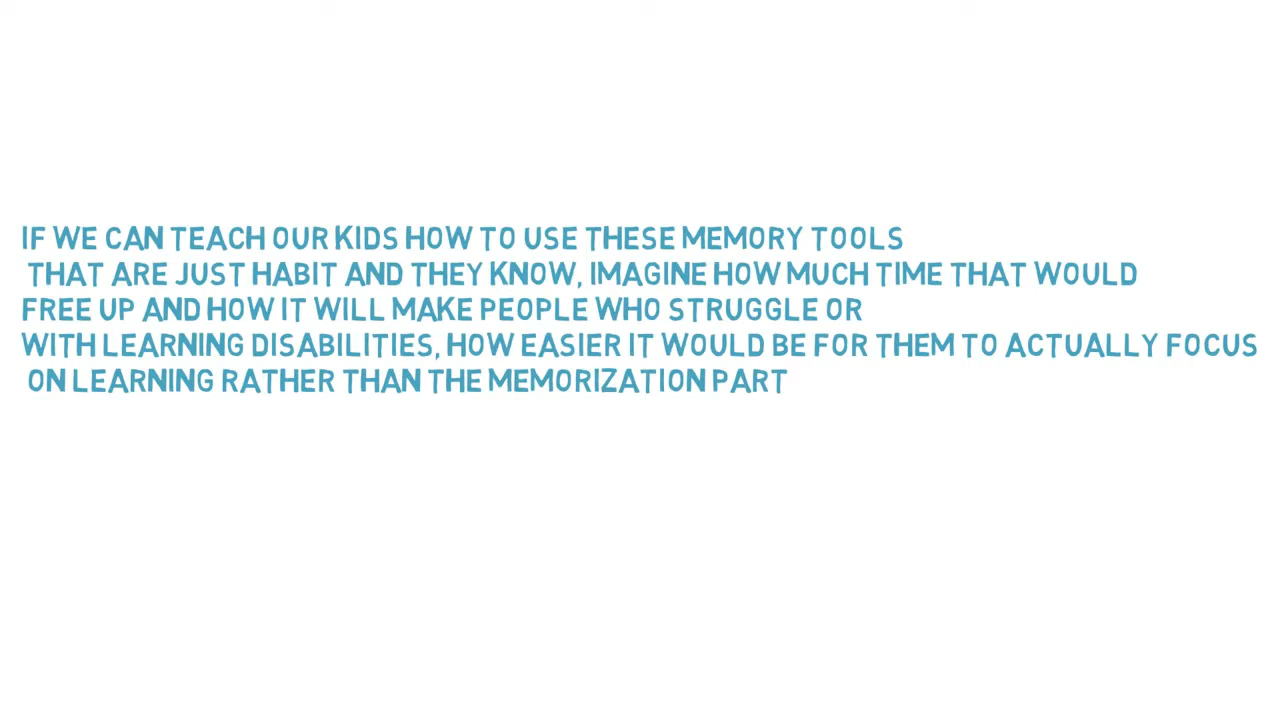 IF WE CAN TEACH OUR KIDS HOW TO USE THESE MEMORY TOOLS
THAT ARE JUST HABIT AND THEY KNOW, IMAGINE HOW MUCH TIME THAT WOULD
FREE UP AND HOW IT WILL MAKE PEOPLE WHO STRUGGLE OR
WITH LEARNING DISABILITIES, HOW EASIER IT WOULD BE FOR THEM TO ACTUALLY FOCUS
ON LEARNING RATHER THAN THE MEMORIZATION PART